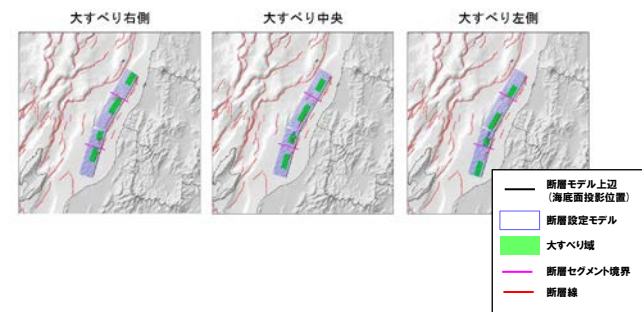 大すべり右側
大すべり中央
大すべり左側
断層モデル上辺
(海底面投影位置)
断層設定モデル
大すべり域
断層セグメント境界
断層線